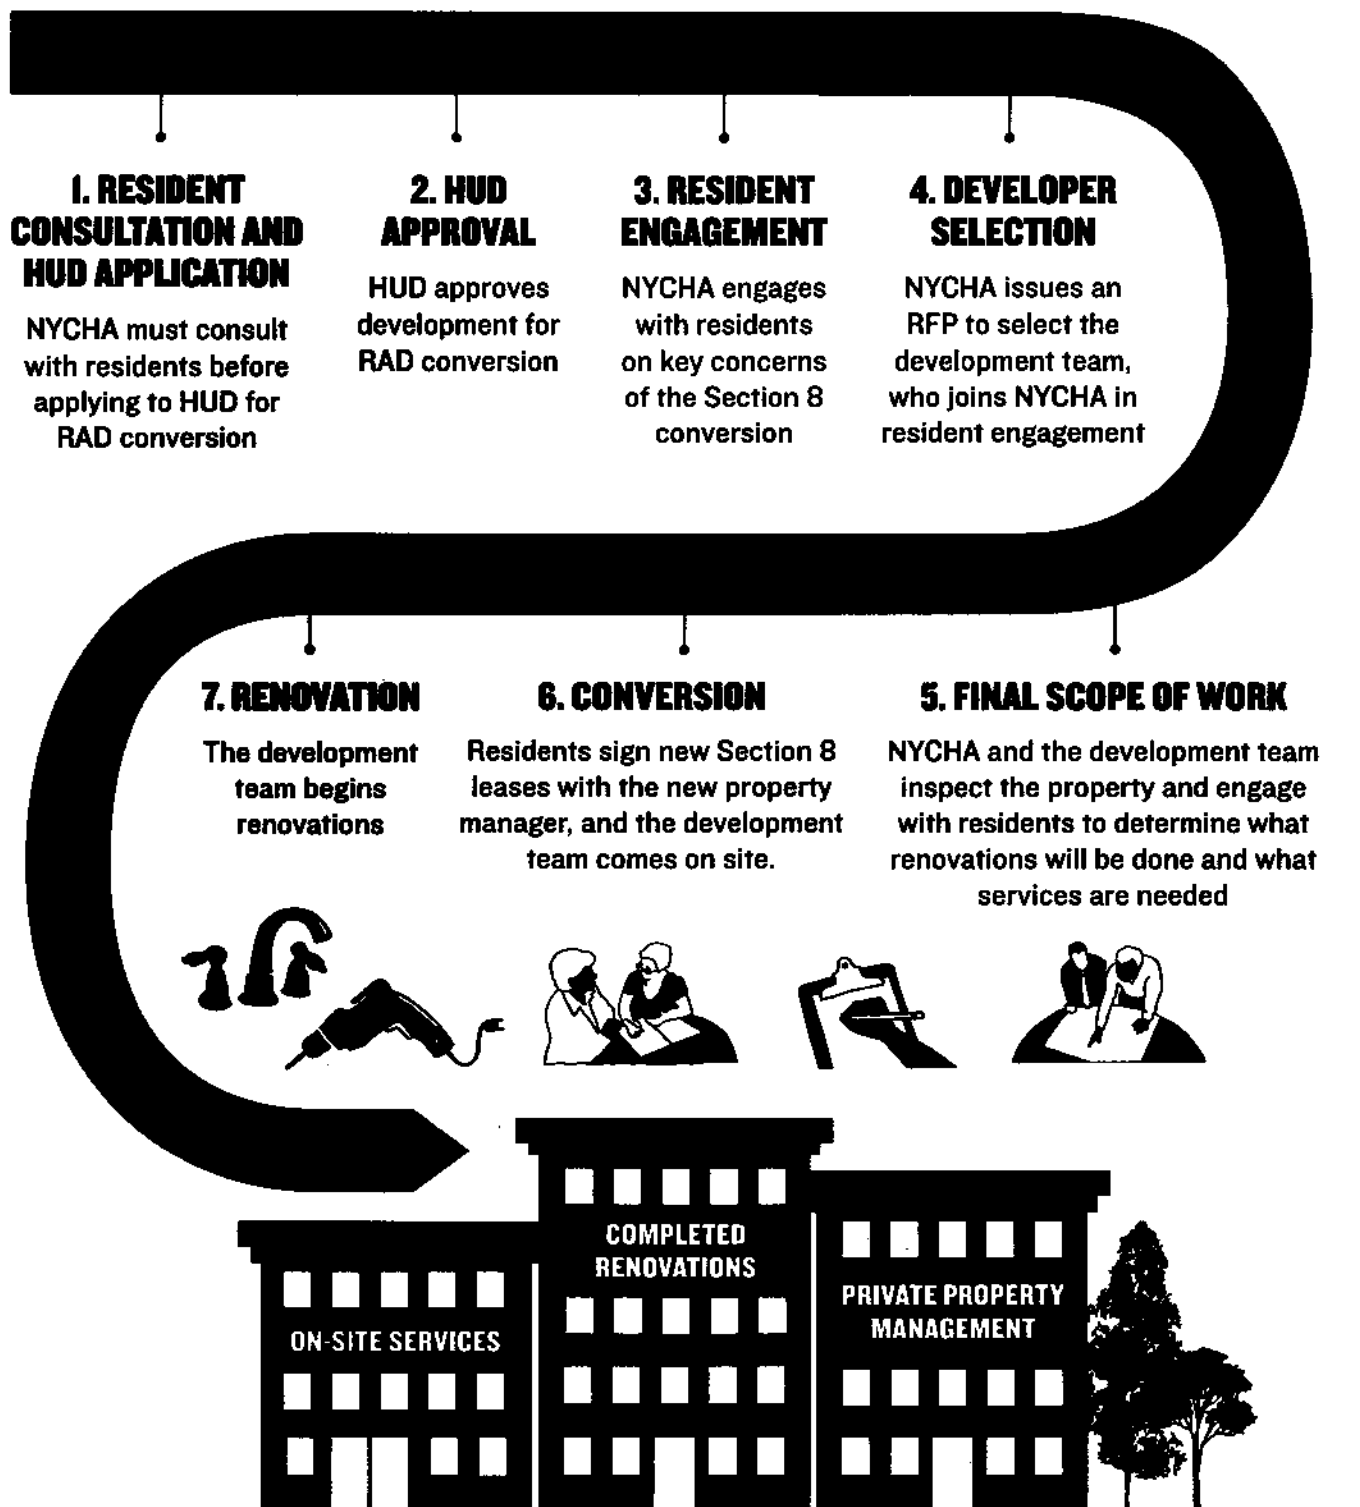 1. RESIDENT
CONSULTATION AND
HUD APPLICATION
NYCHA must consult
with residents before
applying to HUD for
RAD conversion
2. HUD
APPROVAL
HUD approves
development for
RAD conversion
3. RESIDENT
ENGAGEMENT
NYCHA engages
with residents
on key concerns
of the Section 8
conversion
4. DEVELOPER
SELECTION
NYCHA issues an
RFP to select the
development team,
who joins NYCHA in
resident engagement
5. FINAL SCOPE OF WORK
NYCHA and the development team
inspect the property and engage
with residents to determine what
renovations will be done and what
services are needed
6. CONVERSION
Residents sign new Section 8
leases with the new property
manager, and the development
team comes on site.
7. RENOVATION
The development
team begins
renovations
ON-SITE SERVICES
COMPLETED
RENOVATIONS
PRIVATE PROPERTY
MANAGEMENT